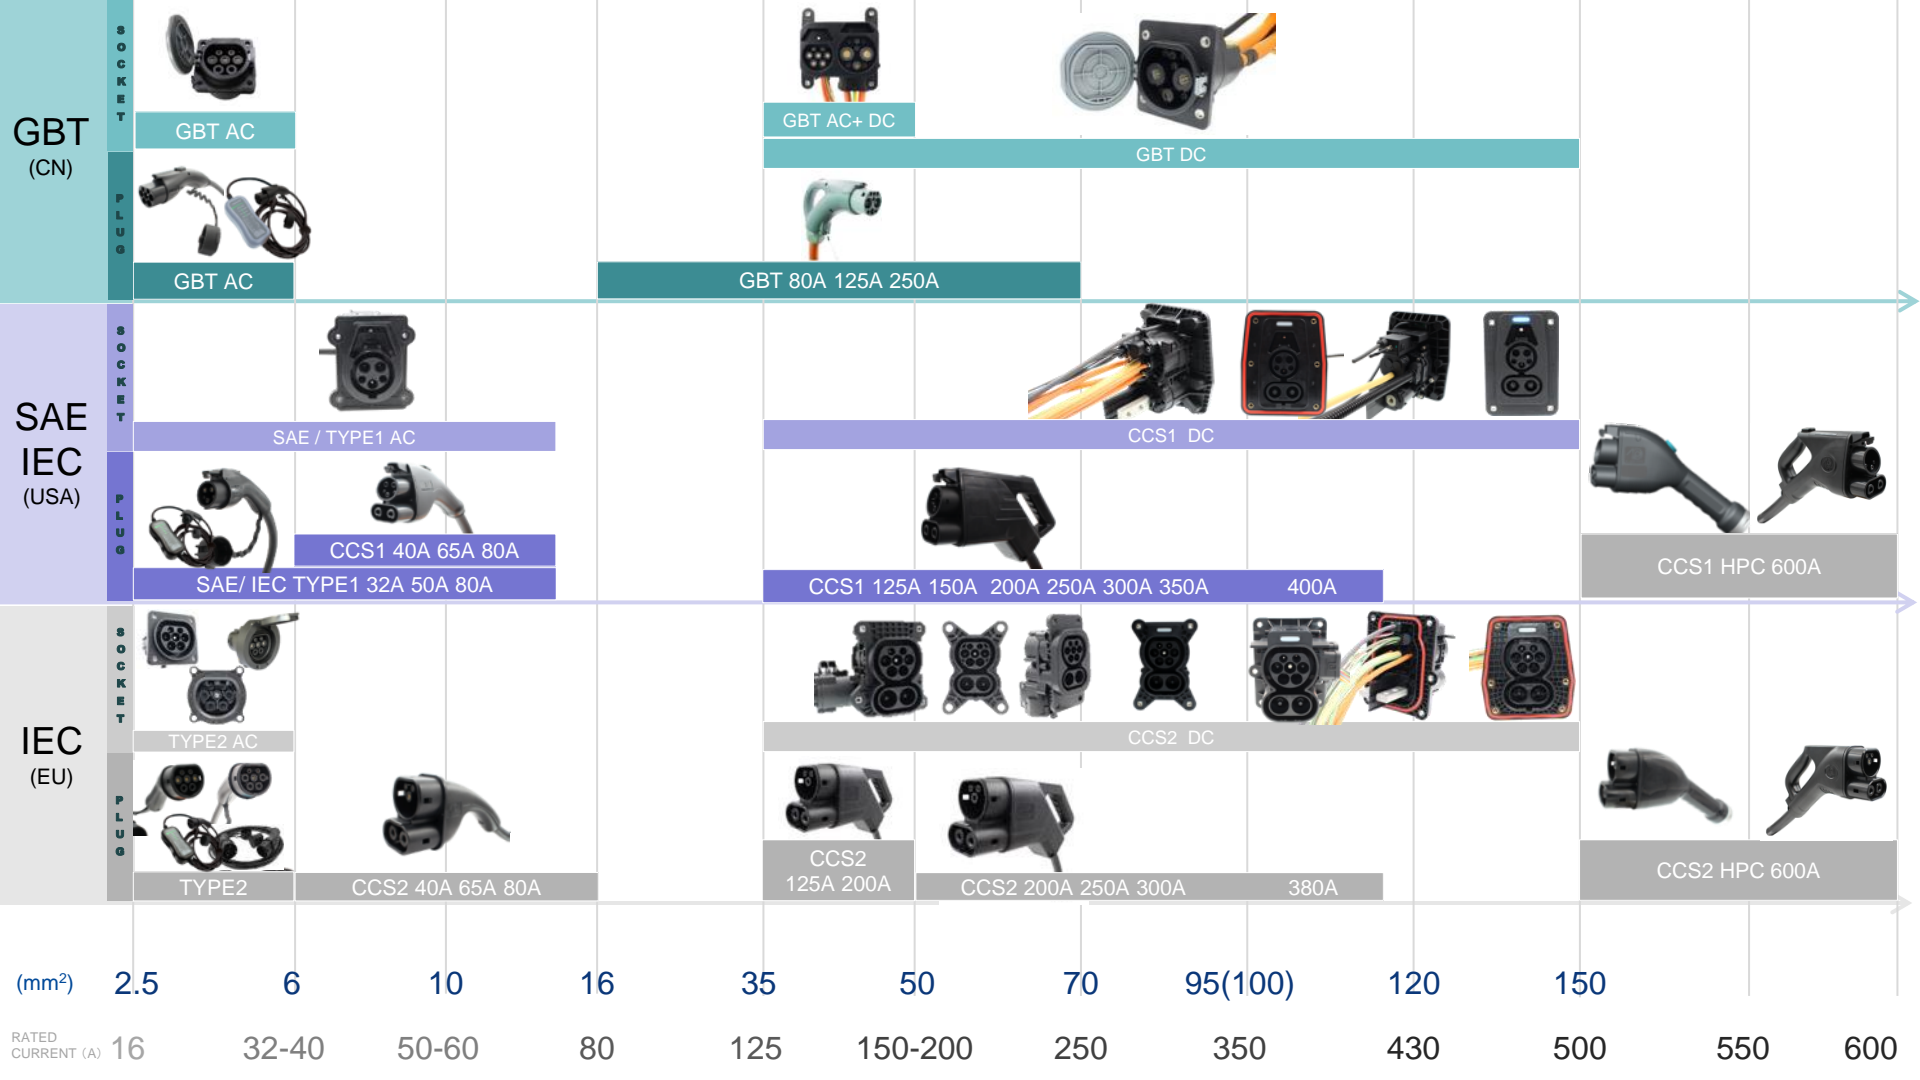 GBT
(CN)
SOCKET
GBT AC
GBT AC+ DC
GBT DC
PLUG
GBT AC
GBT 80A 125A 250A
SAE
IEC
(USA)
SOCKET
SAE / TYPE1 AC
CCS1 DC
PLUG
CCS1 40A 65A 80A
SAE/ IEC TYPE1 32A 50A 80A
CCS1 125A 150A 200A 250A 300A 350A 400A
CCS1 HPC 600A
IEC
(EU)
SOCKET
TYPE2 AC
CCS2 DC
PLUG
TYPE2
CCS2 40A 65A 80A
CCS2
125A 200A
CCS2 200A 250A 300A 380A
CCS2 HPC 600A
(mm²) 2.5 6 10 16 35 50 70 95(100) 120 150
RATED
CURRENT (A) 16 32-40 50-60 80 125 150-200 250 350 430 500 550 600